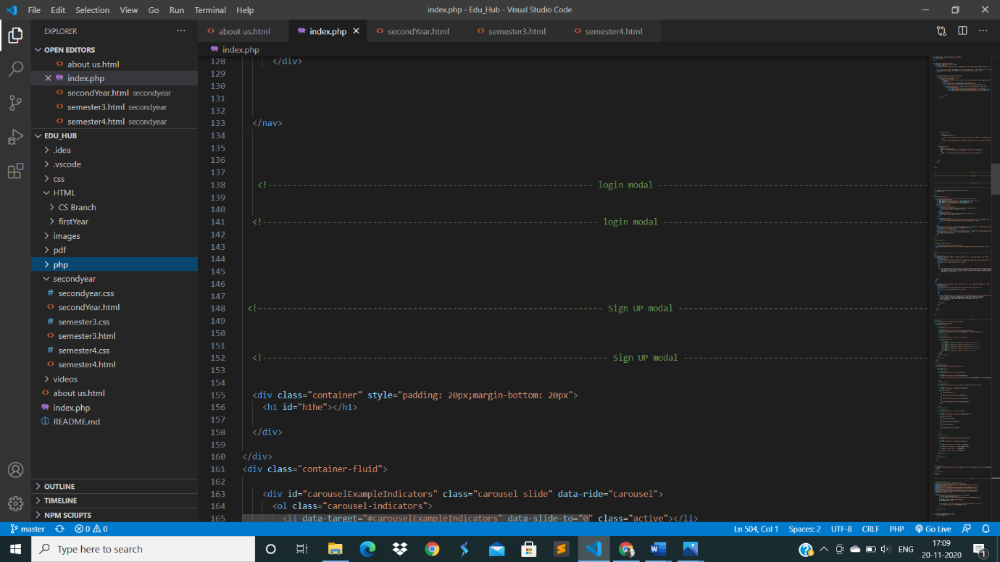 File Edit Selection View Go Run Terminal Help
index.php - Edu_Hub - Visual Studio Code
EXPLORER
about us.html
index.php
secondYear.html
semester3.html
semester4.html
OPEN EDITORS
about us.html
index.php
secondYear.html secondyear
semester3.html secondyear
semester4.html secondyear
EDU_HUB
.idea
.vscode
css
HTML
CS Branch
firstYear
images
pdf
php
secondyear
secondyear.css
secondYear.html
semester3.css
semester3.html
semester4.css
semester4.html
videos
about us.html
index.php
README.md
OUTLINE
TIMELINE
NPM SCRIPTS
index.php
128 </div>
129
130
131
132
133 </nav>
134
135
136
137
138 <!------------------------------------------------------------------ login modal ------------------------------------------------------
139
140
141 <!-------------------------------------------------------------------- login modal -----------------------------------------------------
142
143
144
145
146
147
148 <!--------------------------------------------------------------------- Sign UP modal --------------------------------------------------
149
150
151
152 <!--------------------------------------------------------------------- Sign UP modal -------------------------------------------------
153
154
155 <div class="container" style="padding: 20px;margin-bottom: 20px">
156 <h1 id="h1he"></h1>
157
158 </div>
159
160 </div>
161 <div class="container-fluid">
162
163 <div id="carouselExampleIndicators" class="carousel slide" data-ride="carousel">
164 <ol class="carousel-indicators">
165 <li data-target="#carouselExampleIndicators" data-slide-to="0" class="active"></li>
master 0 0
Ln 504, Col 1 Spaces: 2 UTF-8 CRLF PHP Go Live
Type here to search
ENG
17:09
20-11-2020
1